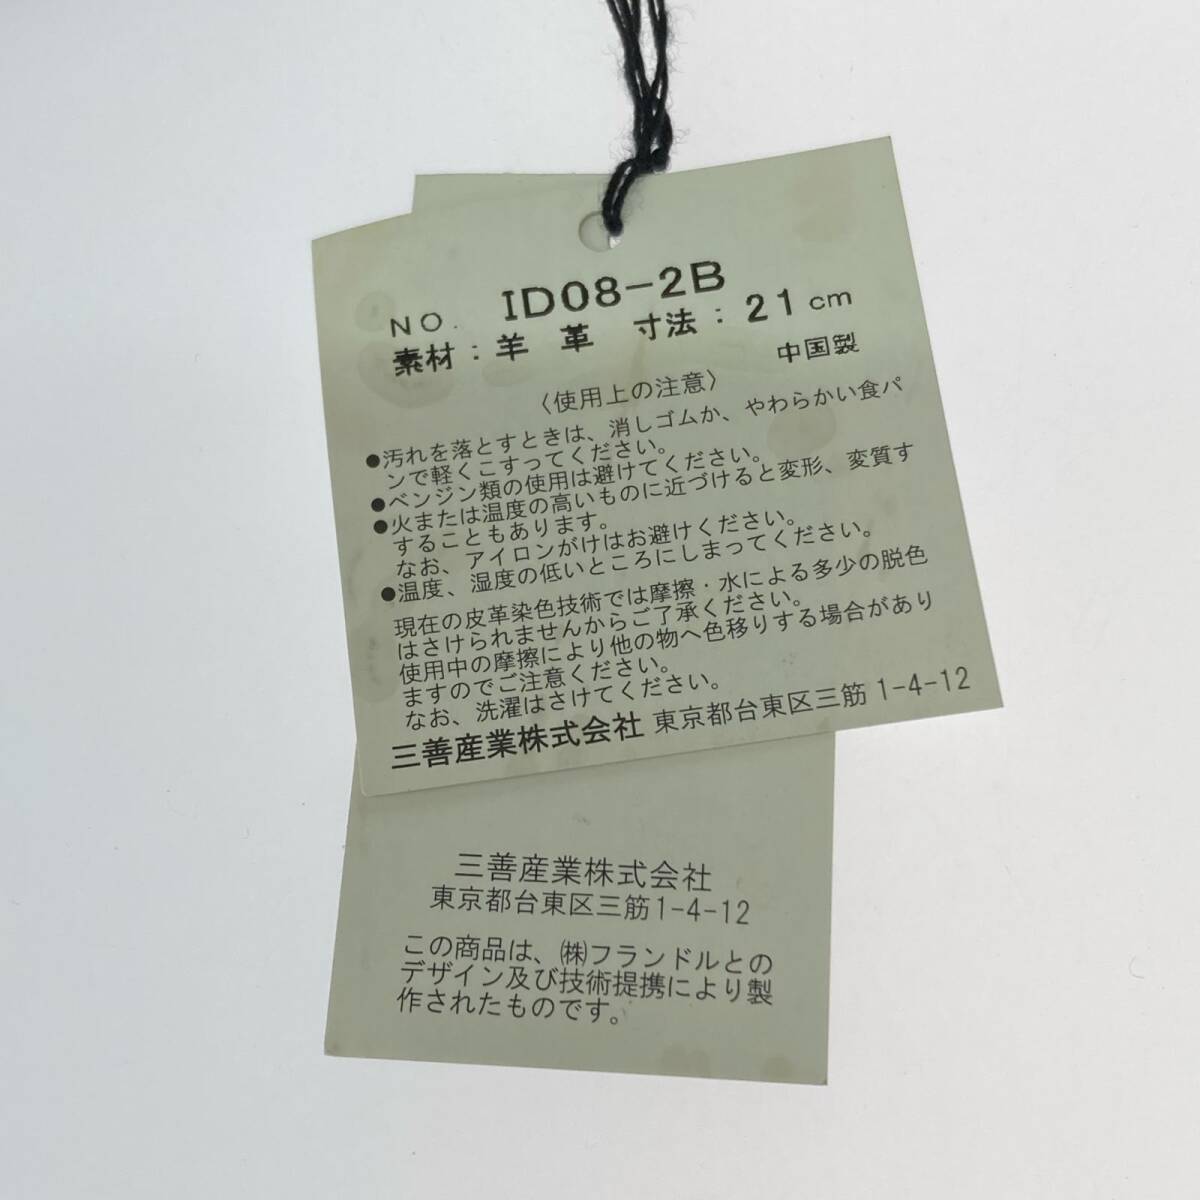 NO. ID08-2B
素材:羊 革 寸法:21cm
中国製
〈使用上の注意〉
●汚れを落とすときは、消しゴムか、やわらかい食パ
ンで軽くこすってください。
●ベンジン類の使用は避けてください。
●火または温度の高いものに近づけると変形、変質す
することもあります。
なお、アイロンがけはお避けください。
●温度、湿度の低いところにしまってください。
現在の皮革染色技術では摩擦・水による多少の脱色
はさけられませんからご了承ください。
使用中の摩擦により他の物へ色移りする場合があり
ますのでご注意ください。
なお、洗濯はさけてください。
三善産業株式会社 東京都台東区三筋1-4-12
三善産業株式会社
東京都台東区三筋1-4-12
この商品は、㈱フランドルとの
デザイン及び技術提携により製
作されたものです。